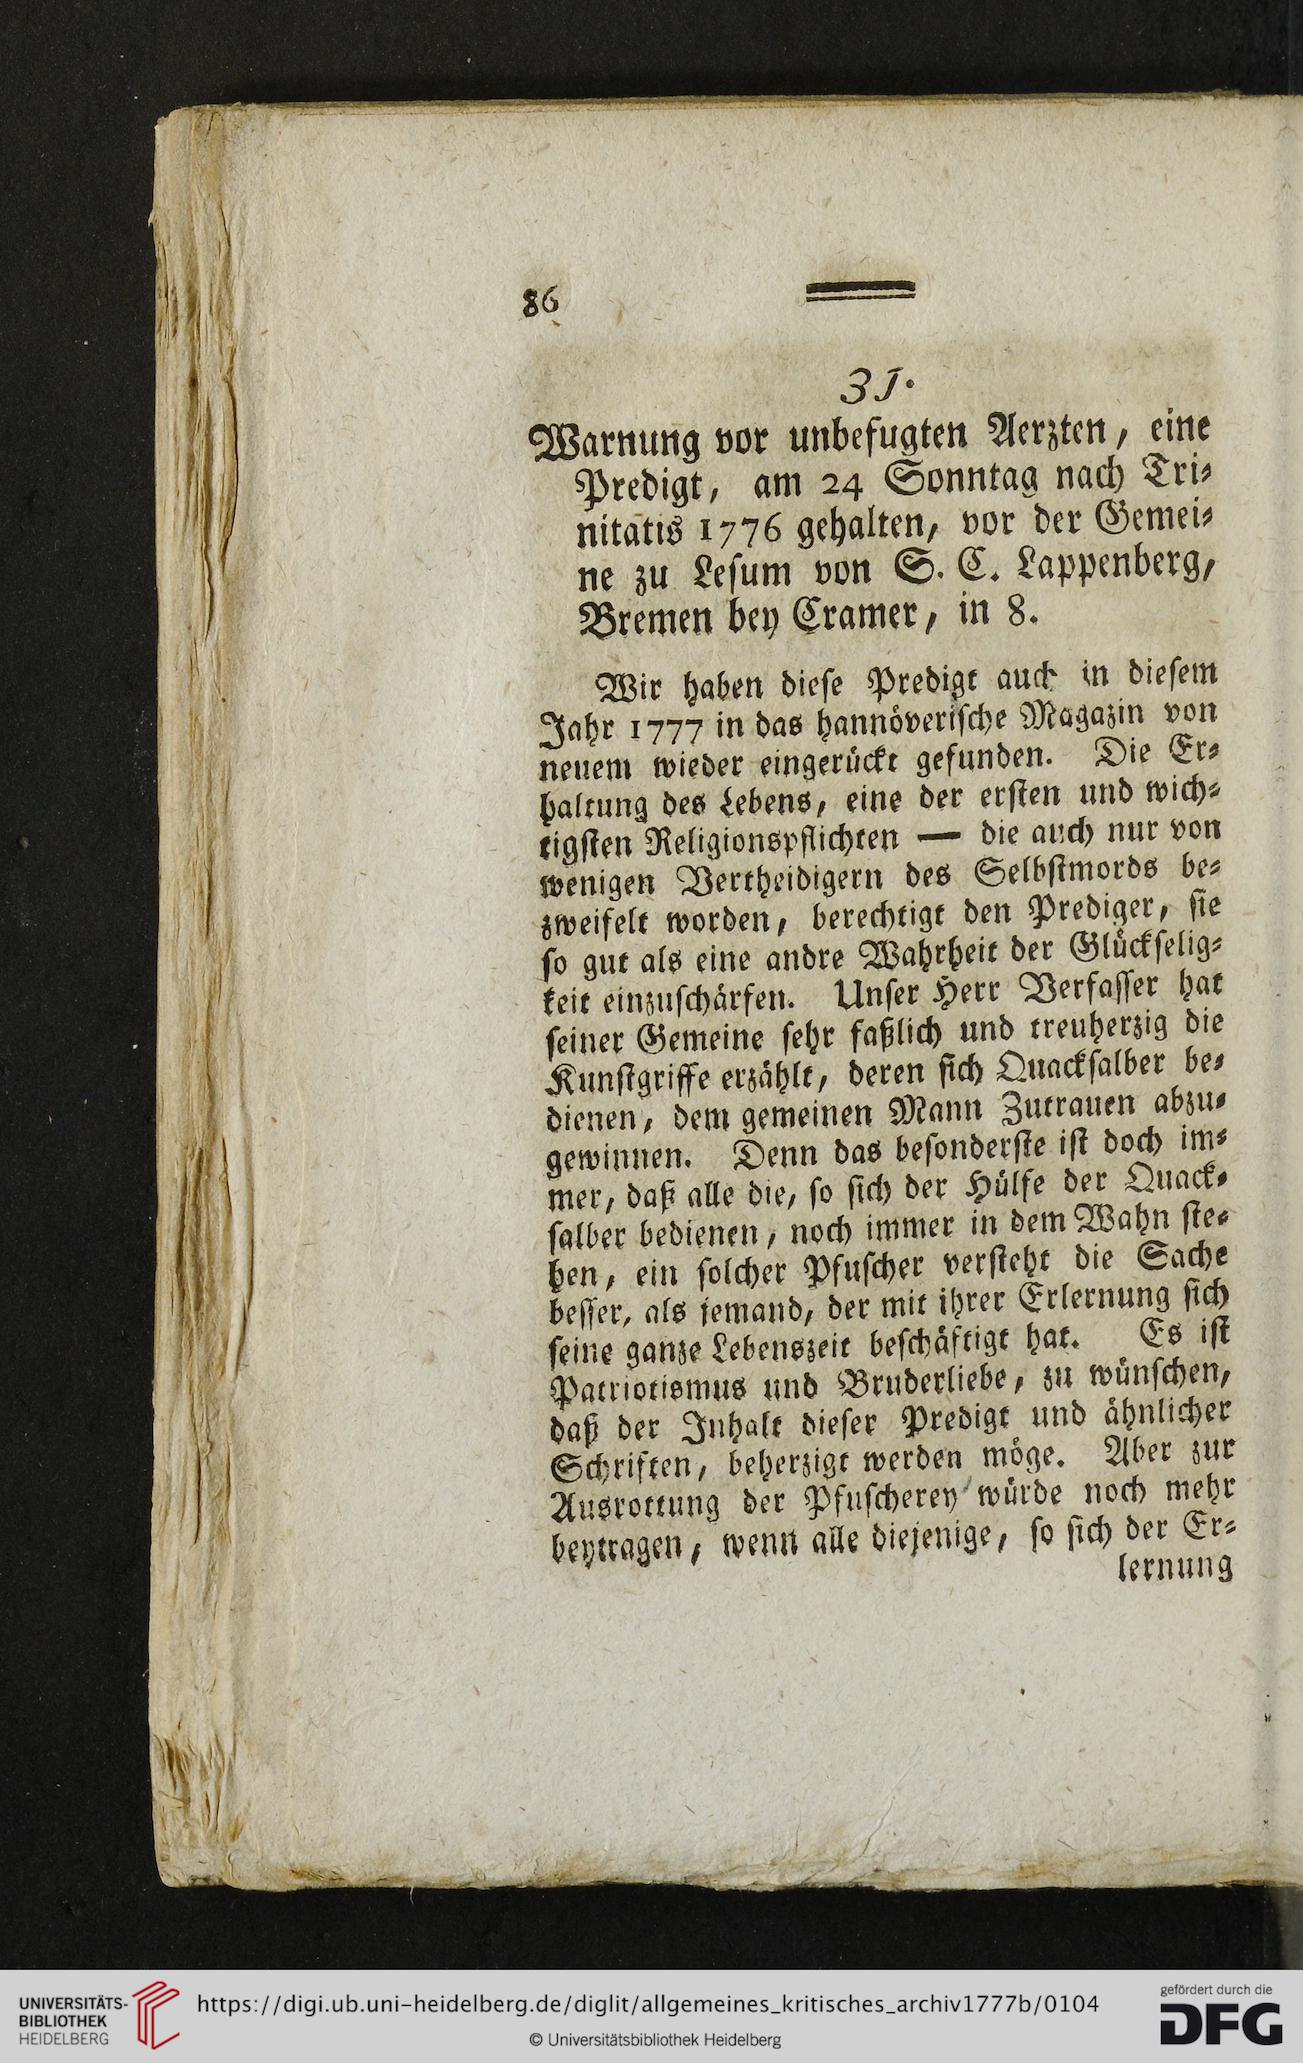 86
31.
Warnung vor unbefugten Aerzten, eine
Predigt, am 24 Sonntag nach Tri-
nitatis 1776 gehalten, vor der Gemei-
ne zu Lesum von S. C. Lappenberg,
Bremen bey Cramer, in 8.
Wir haben diese Predigt auch in diesem
Jahr 1777 in das hannöverische Magazin von
neuem wieder eingerückt gefunden. Die Er-
haltung des Lebens, eine der ersten und wich-
tigsten Religionspflichten — die auch nur von
wenigen Vertheidigern des Selbstmords be-
zweifelt worden, berechtigt den Prediger, sie
so gut als eine andre Wahrheit der Glückselig-
keit einzuschärfen. Unser Herr Verfasser hat
seiner Gemeine sehr faßlich und treuherzig die
Kunstgriffe erzählt, deren sich Quacksalber be-
dienen, dem gemeinen Mann Zutrauen abzu-
gewinnen. Denn das besonderste ist doch im-
mer, daß alle die, so sich der Hülfe der Quack-
salber bedienen, noch immer in dem Wahn ste-
hen, ein solcher Pfuscher versteht die Sache
besser, als jemand, der mit ihrer Erlernung sich
seine ganze Lebenszeit beschäftigt hat. Es ist
Patriotismus und Bruderliebe, zu wünschen,
daß der Inhalt dieser Predigt und ähnlicher
Schriften, beherzigt werden möge. Aber zur
Ausrottung der Pfuscherey würde noch mehr
beytragen, wenn alle diejenige, so sich der Er-
lernung
UNIVERSITÄTS-
BIBLIOTHEK
HEIDELBERG
https://digi.ub.uni-heidelberg.de/diglit/allgemeines_kritisches_archiv1777b/0104
© Universitätsbibliothek Heidelberg
gefördert durch die
DFG